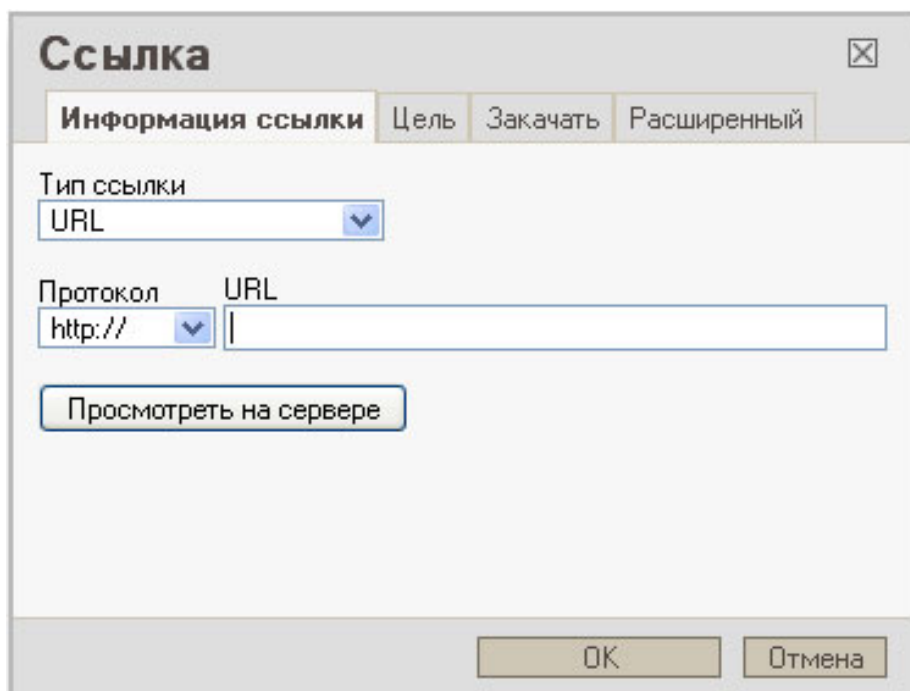 Ссылка
Информация ссылки Цель Закачать Расширенный
Тип ссылки
URL
Протокол URL
http://
Просмотреть на сервере
OK Отмена